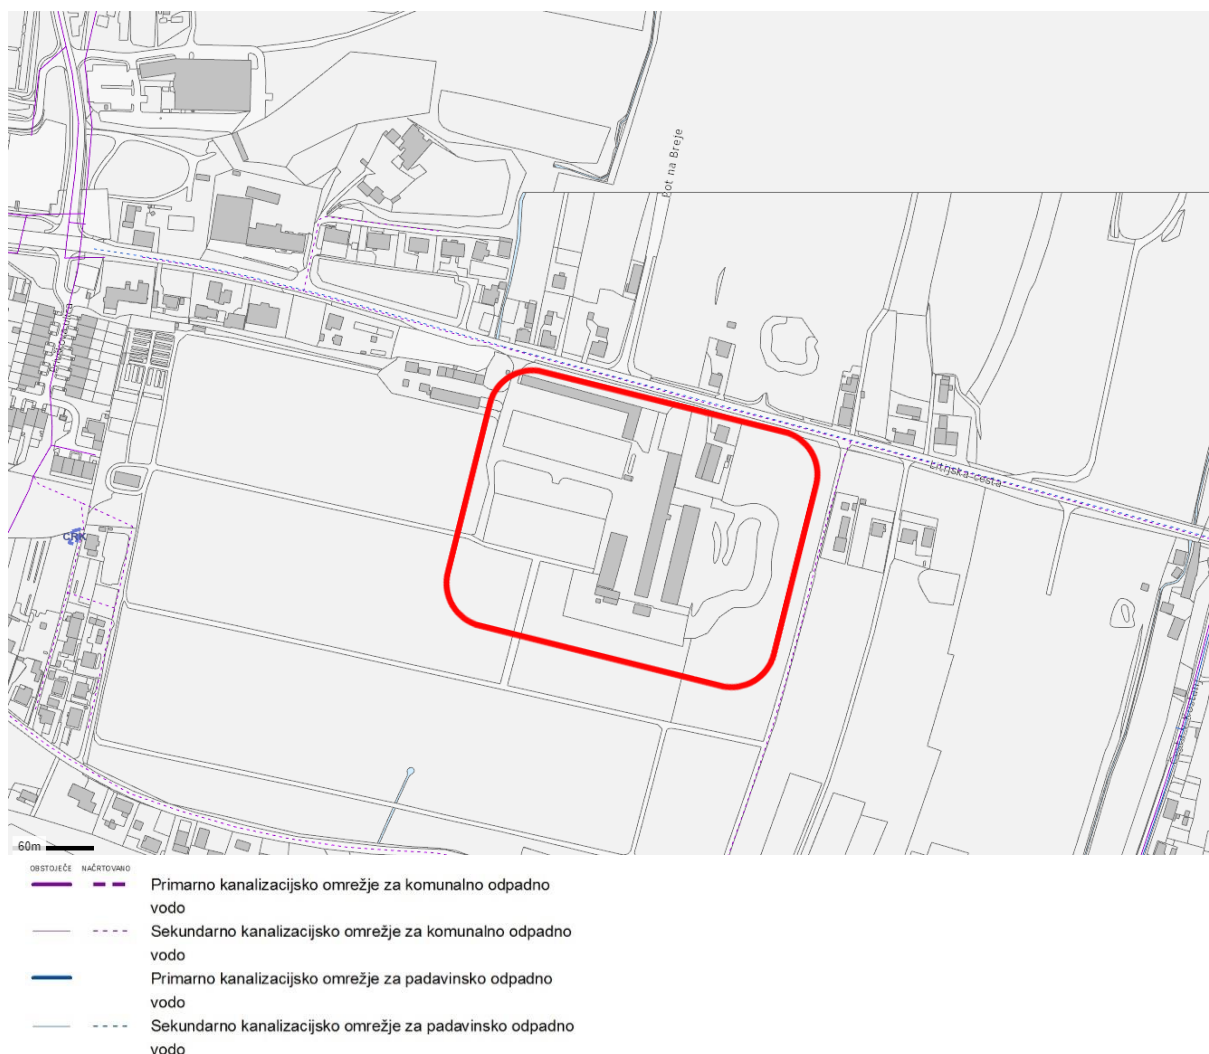 Pot na Breje
Litijska cesta
CRK
60m
OBSTOJEČE NAČRTOVANO
Primarno kanalizacijsko omrežje za komunalno odpadno
vodo
Sekundarno kanalizacijsko omrežje za komunalno odpadno
vodo
Primarno kanalizacijsko omrežje za padavinsko odpadno
vodo
Sekundarno kanalizacijsko omrežje za padavinsko odpadno
vodo